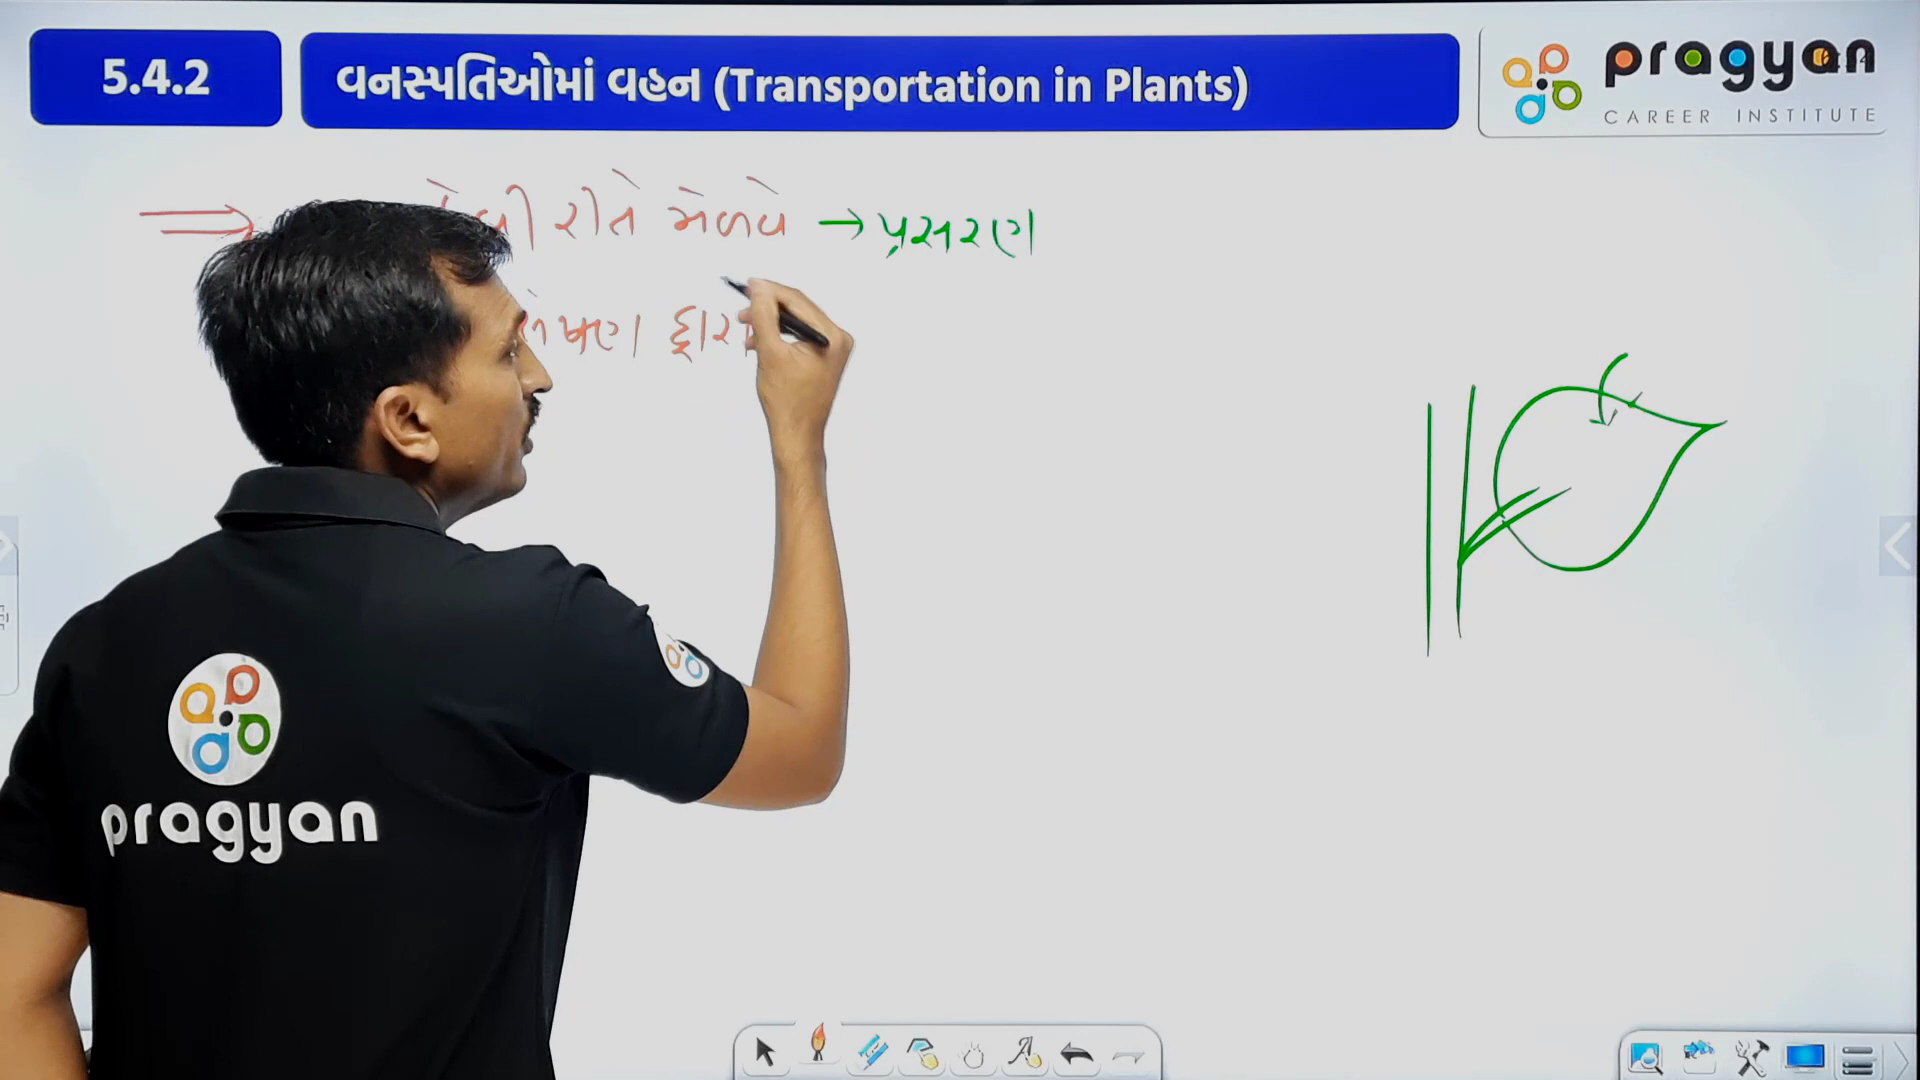 5.4.2
વનસ્પતિઓમાં વહન (Transportation in Plants)
pragyan
CAREER INSTITUTE
રીતે મેળવે → પ્રસરણ
pragyan